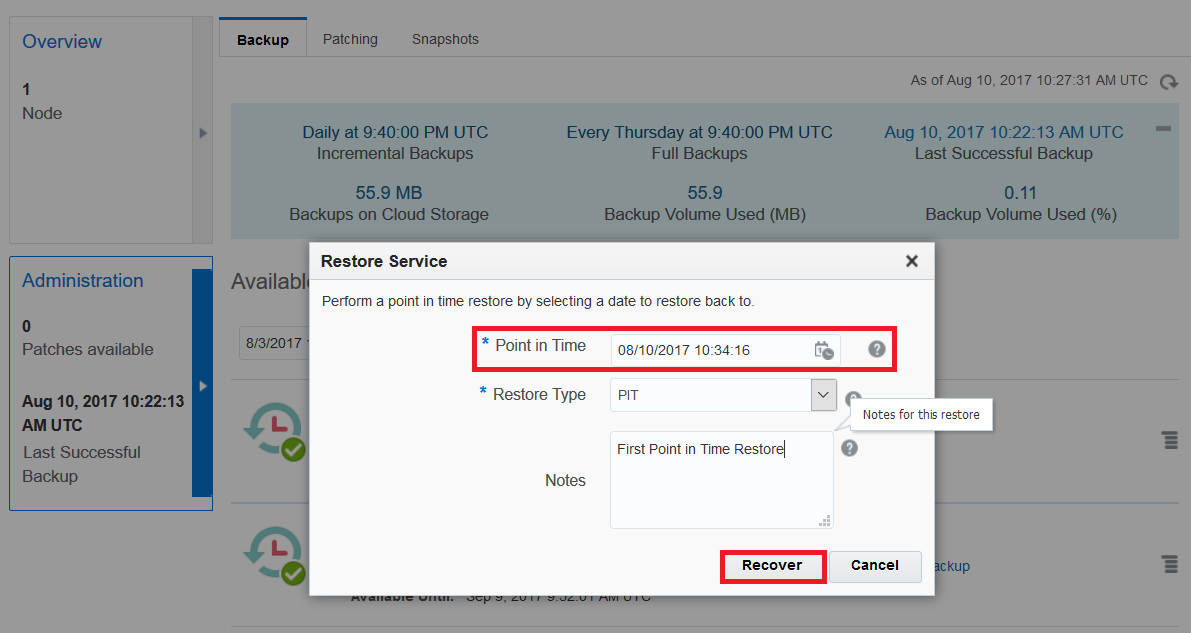 Overview
1
Node
Backup
Patching
Snapshots
As of Aug 10, 2017 10:27:31 AM UTC
Daily at 9:40:00 PM UTC
Incremental Backups
Every Thursday at 9:40:00 PM UTC
Full Backups
Aug 10, 2017 10:22:13 AM UTC
Last Successful Backup
55.9 MB
Backups on Cloud Storage
55.9
Backup Volume Used (MB)
0.11
Backup Volume Used (%)
Administration
0
Patches available
Aug 10, 2017 10:22:13
AM UTC
Last Successful
Backup
8/3/2017
Restore Service
Perform a point in time restore by selecting a date to restore back to.
* Point in Time
08/10/2017 10:34:16
?
* Restore Type
PIT
Notes for this restore
Notes
First Point in Time Restore
?
Recover
Cancel
Available Until: Sep 9, 2017 9:52:01 AM UTC